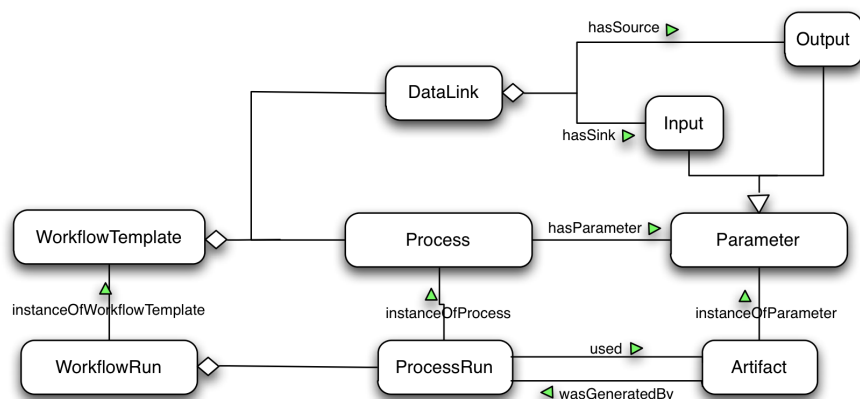 hasSource
Output
DataLink
Input
hasSink
WorkflowTemplate
Process
hasParameter
Parameter
instanceOfWorkflowTemplate
instanceOfProcess
instanceOfParameter
WorkflowRun
ProcessRun
used
Artifact
wasGeneratedBy